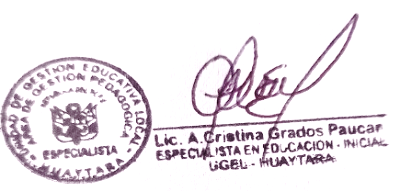 UNIDAD DE GESTION EDUCATIVA LOCAL
AREA DE GESTION PEDAGOGICA
ESPECIALISTA
HUAYTARA
Lic. A. Cristina Grados Paucar
ESPECIALISTA EN EDUCACION - INICIAL
UGEL - HUAYTARA